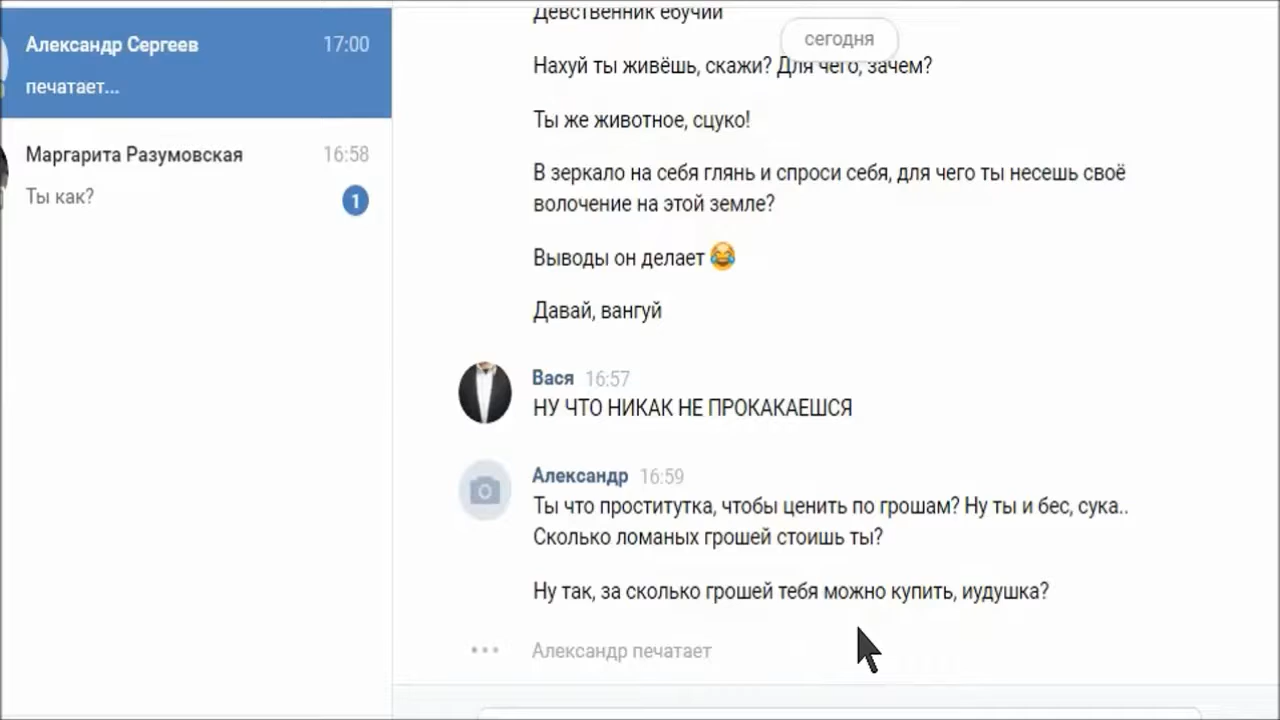 Александр Сергеев 17:00
печатает...
Маргарита Разумовская 16:58
Ты как? 1
Девственник ебучий
сегодня
Нахуй ты живёшь, скажи? Для чего, зачем?
Ты же животное, сцуко!
В зеркало на себя глянь и спроси себя, для чего ты несешь своё
волочение на этой земле?
Выводы он делает 😂
Давай, вангуй
Вася 16:57
НУ ЧТО НИКАК НЕ ПРОКАКАЕШСЯ
Александр 16:59
Ты что проститутка, чтобы ценить по грошам? Ну ты и бес, сука..
Сколько ломаных грошей стоишь ты?
Ну так, за сколько грошей тебя можно купить, иудушка?
Александр печатает